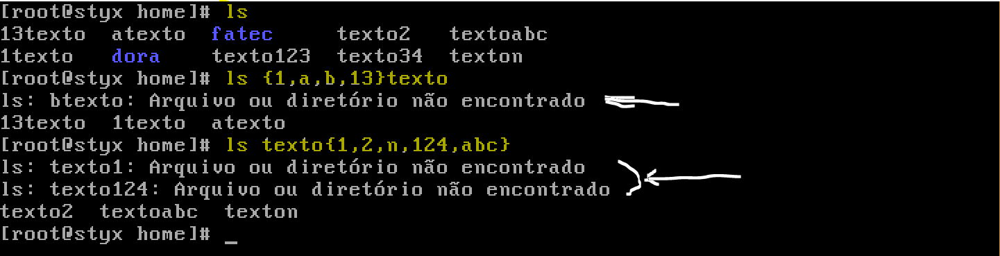 [root@styx home]# ls
13texto  atexto  fatec     texto2   textoabc
1texto   dora    texto123  texto34  texton
[root@styx home]# ls {1,a,b,13}texto
ls: btexto: Arquivo ou diretório não encontrado
13texto  1texto  atexto
[root@styx home]# ls texto{1,2,n,124,abc}
ls: texto1: Arquivo ou diretório não encontrado
ls: texto124: Arquivo ou diretório não encontrado
texto2  textoabc  texton
[root@styx home]# _